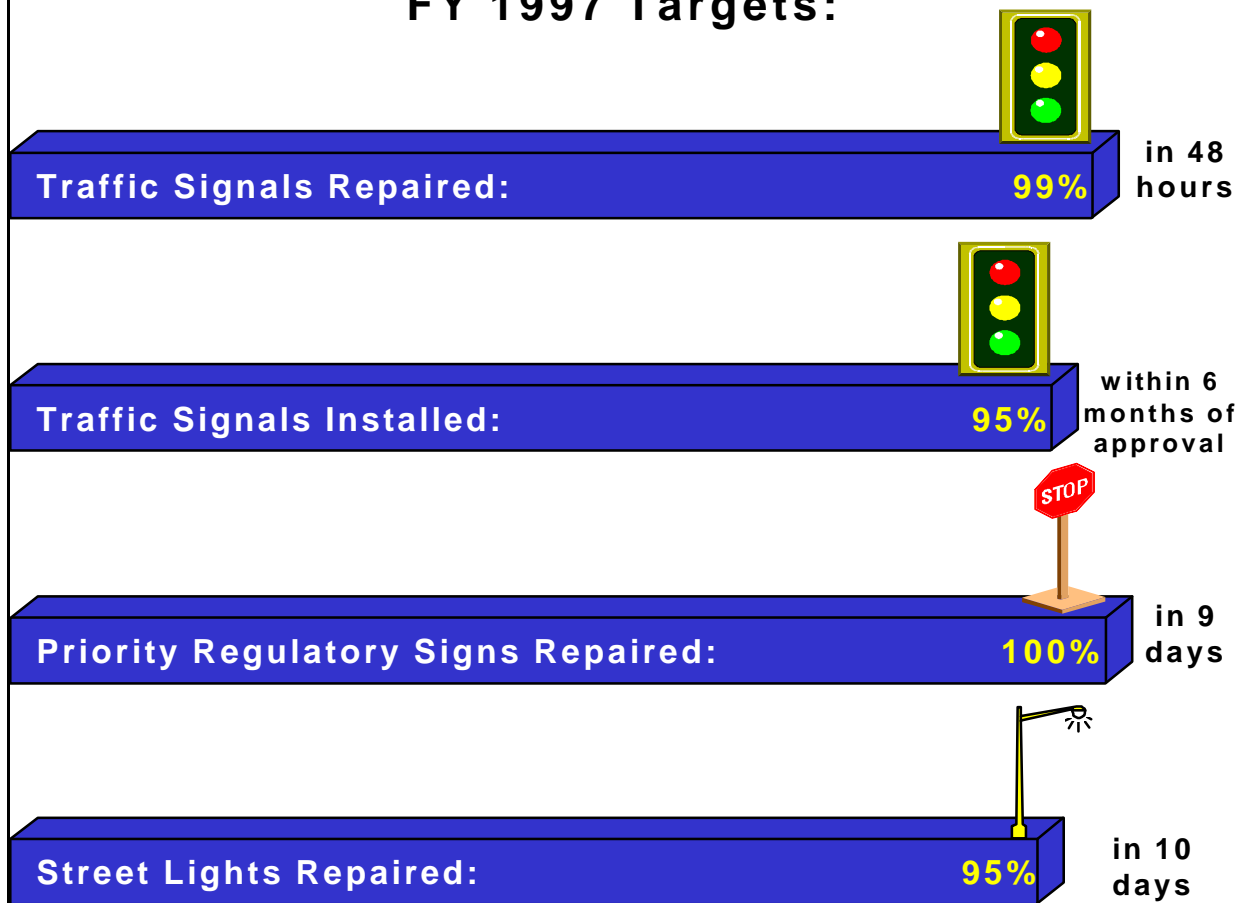 FY 1997 Targets:
Traffic Signals Repaired: 99%
in 48
hours
Traffic Signals Installed: 95%
within 6
months of
approval
STOP
Priority Regulatory Signs Repaired: 100%
in 9
days
Street Lights Repaired: 95%
in 10
days